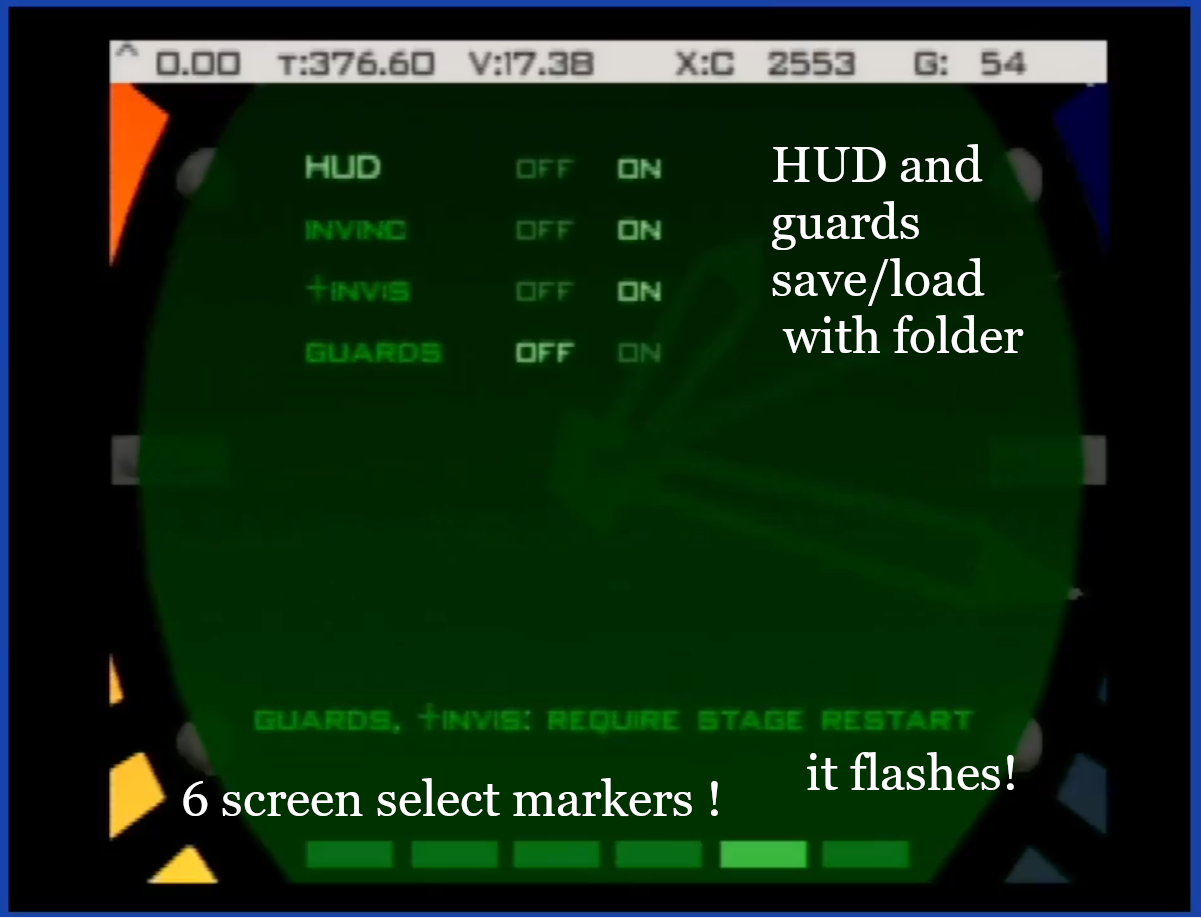 ^ 0.00 T:376.60 V:17.38 X:C 2553 G: 54
HUD OFF ON
INVINC OFF ON
+INVIS OFF ON
GUARDS OFF ON
HUD and
guards
save/load
with folder
GUARDS, +INVIS: REQUIRE STAGE RESTART
it flashes!
6 screen select markers !